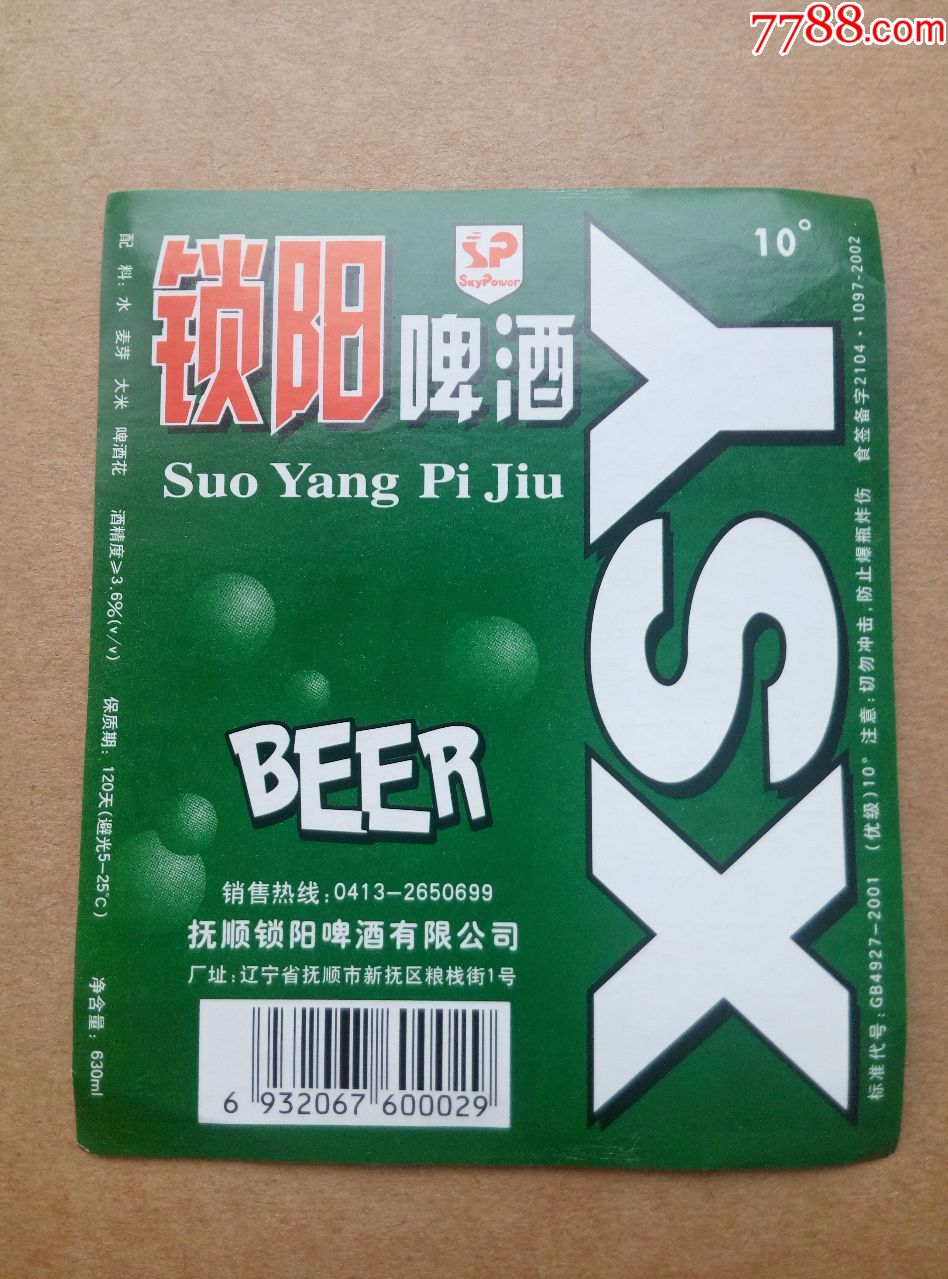 7788.com
10°
SP
SkyPower
锁阳啤酒
Suo Yang Pi Jiu
XSY
BEER
销售热线:0413-2650699
抚顺锁阳啤酒有限公司
厂址:辽宁省抚顺市新抚区粮栈街1号
6 932067 600029
配 料: 水 麦芽 大米 啤酒花 酒精度≥3.6%(v/v) 保质期: 120天(避光5-25℃) 净含量: 630ml
标准代号:GB4927-2001 (优级)10° 注意:切勿冲击,防止爆瓶炸伤 食签备字2104·1097-2002